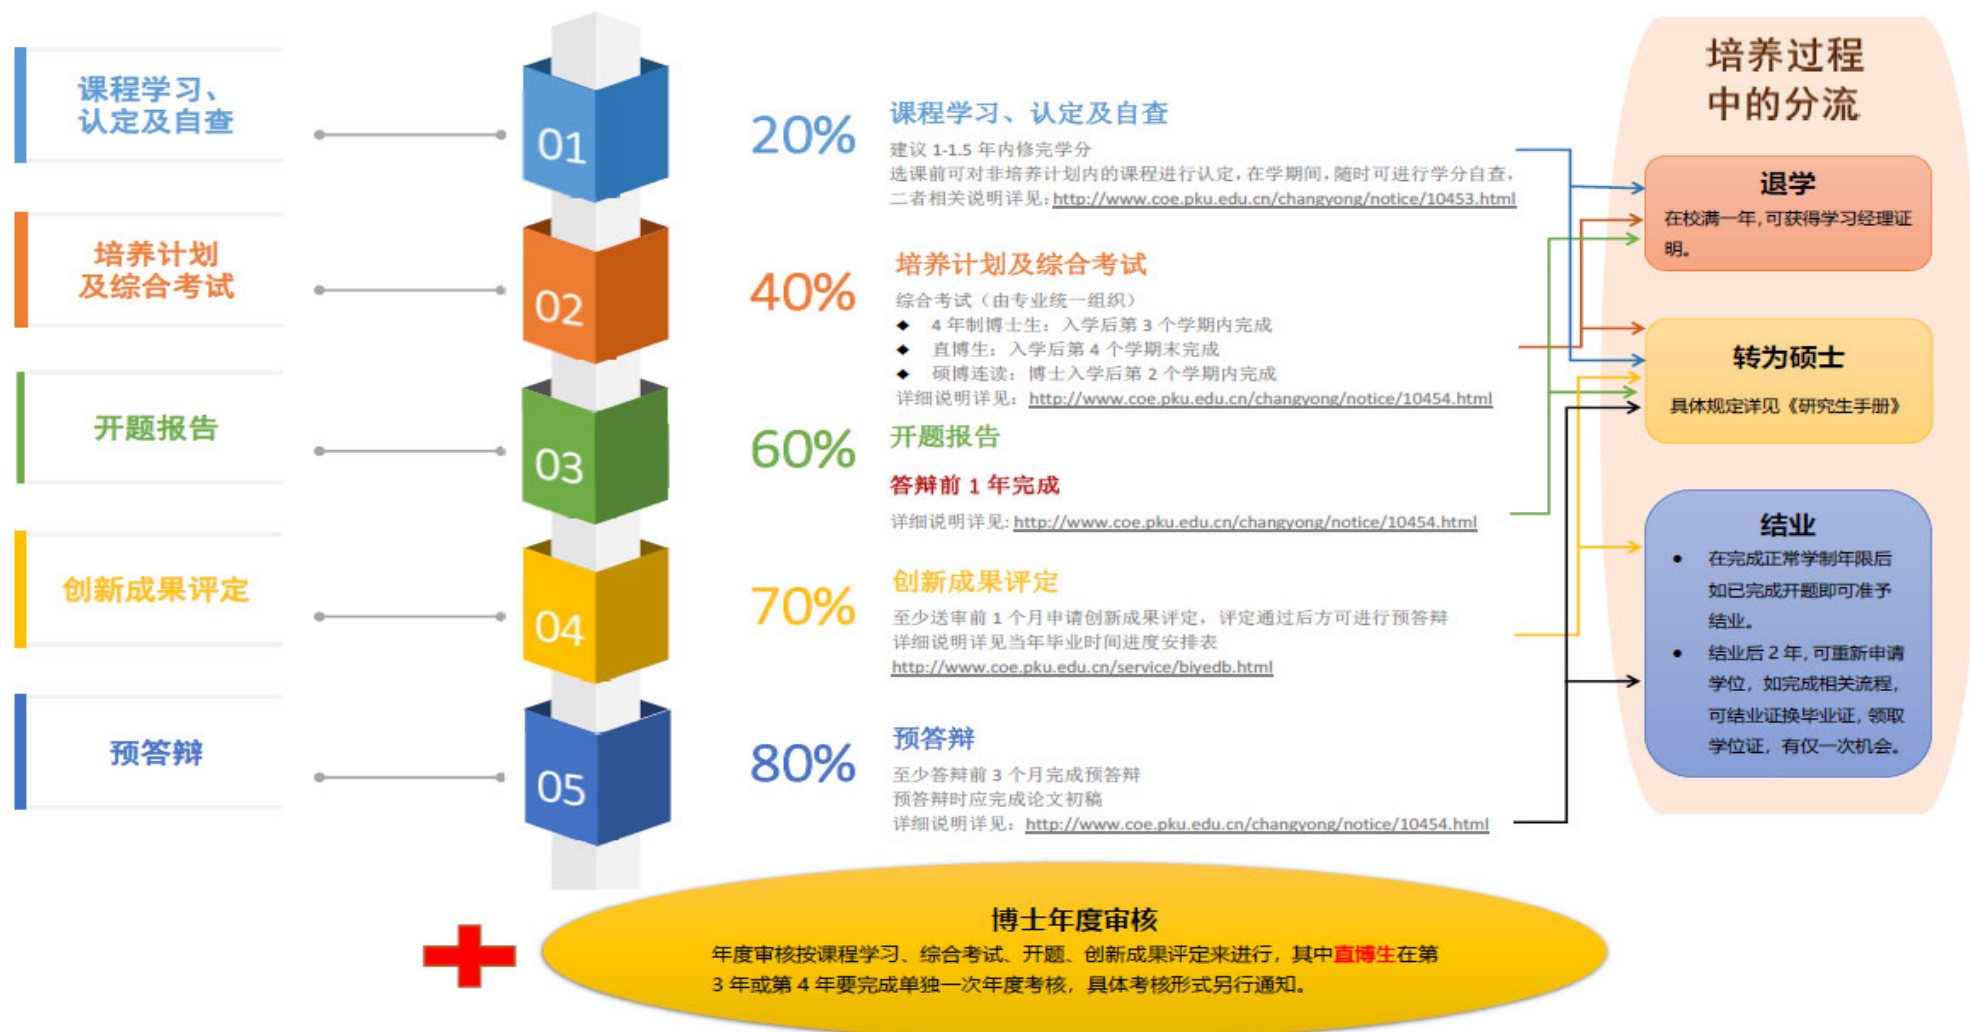 课程学习、
认定及自查
培养计划
及综合考试
开题报告
创新成果评定
预答辩
01
02
03
04
05
20%
课程学习、认定及自查
建议 1-1.5 年内修完学分
选课前可对非培养计划内的课程进行认定,在学期间,随时可进行学分自查,
二者相关说明详见:http://www.coe.pku.edu.cn/changyong/notice/10453.html
40%
培养计划及综合考试
综合考试(由专业统一组织)
◆ 4 年制博士生:入学后第 3 个学期内完成
◆ 直博生:入学后第 4 个学期末完成
◆ 硕博连读:博士入学后第 2 个学期内完成
详细说明详见:http://www.coe.pku.edu.cn/changyong/notice/10454.html
60%
开题报告
答辩前 1 年完成
详细说明详见:http://www.coe.pku.edu.cn/changyong/notice/10454.html
70%
创新成果评定
至少送审前 1 个月申请创新成果评定,评定通过后方可进行预答辩
详细说明详见当年毕业时间进度安排表
http://www.coe.pku.edu.cn/service/biyedb.html
80%
预答辩
至少答辩前 3 个月完成预答辩
预答辩时应完成论文初稿
详细说明详见:http://www.coe.pku.edu.cn/changyong/notice/10454.html
培养过程
中的分流
退学
在校满一年,可获得学习经理证
明。
转为硕士
具体规定详见《研究生手册》
结业
● 在完成正常学制年限后
如已完成开题即可准予
结业。
● 结业后 2 年,可重新申请
学位,如完成相关流程,
可结业证换毕业证,领取
学位证,有仅一次机会。
博士年度审核
年度审核按课程学习、综合考试、开题、创新成果评定来进行,其中直博生在第
3 年或第 4 年要完成单独一次年度考核,具体考核形式另行通知。